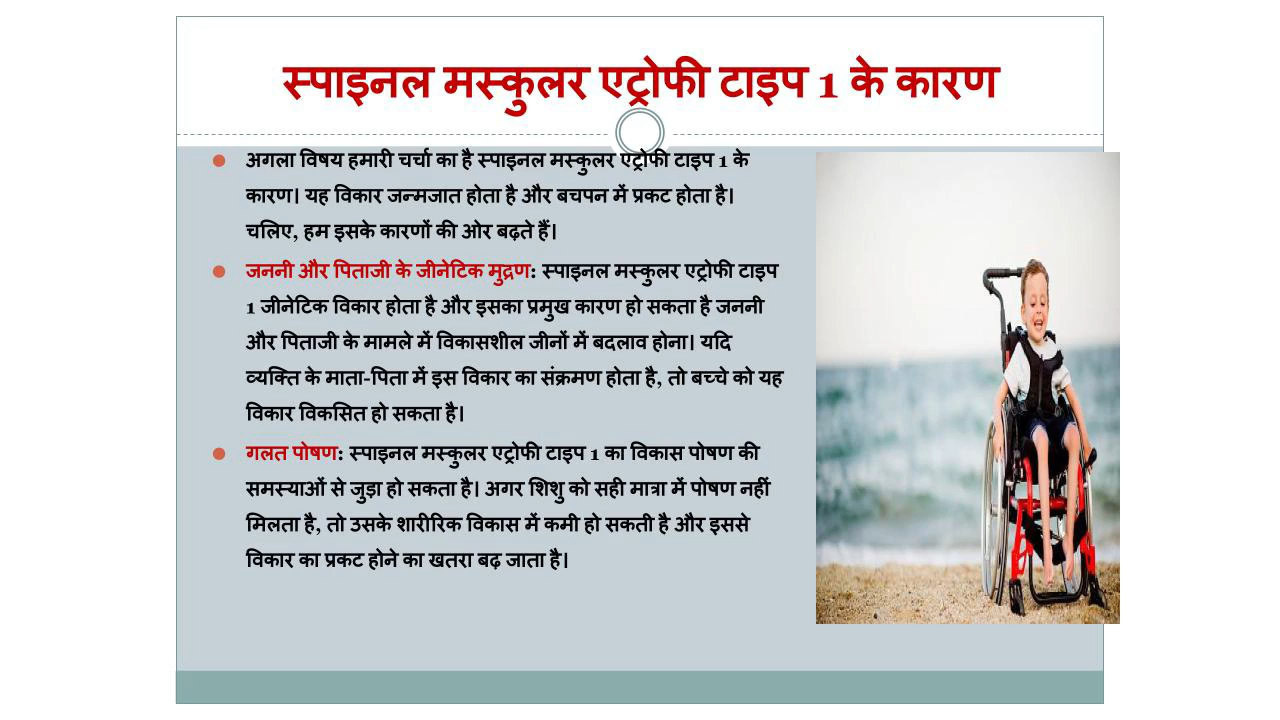 स्पाइनल मस्कुलर एट्रोफी टाइप 1 के कारण
अगला विषय हमारी चर्चा का है स्पाइनल मस्कुलर एट्रोफी टाइप 1 के
कारण। यह विकार जन्मजात होता है और बचपन में प्रकट होता है।
चलिए, हम इसके कारणों की ओर बढ़ते हैं।
जननी और पिताजी के जीनेटिक मुद्रण: स्पाइनल मस्कुलर एट्रोफी टाइप
1 जीनेटिक विकार होता है और इसका प्रमुख कारण हो सकता है जननी
और पिताजी के मामले में विकासशील जीनों में बदलाव होना। यदि
व्यक्ति के माता-पिता में इस विकार का संक्रमण होता है, तो बच्चे को यह
विकार विकसित हो सकता है।
गलत पोषण: स्पाइनल मस्कुलर एट्रोफी टाइप 1 का विकास पोषण की
समस्याओं से जुड़ा हो सकता है। अगर शिशु को सही मात्रा में पोषण नहीं
मिलता है, तो उसके शारीरिक विकास में कमी हो सकती है और इससे
विकार का प्रकट होने का खतरा बढ़ जाता है।